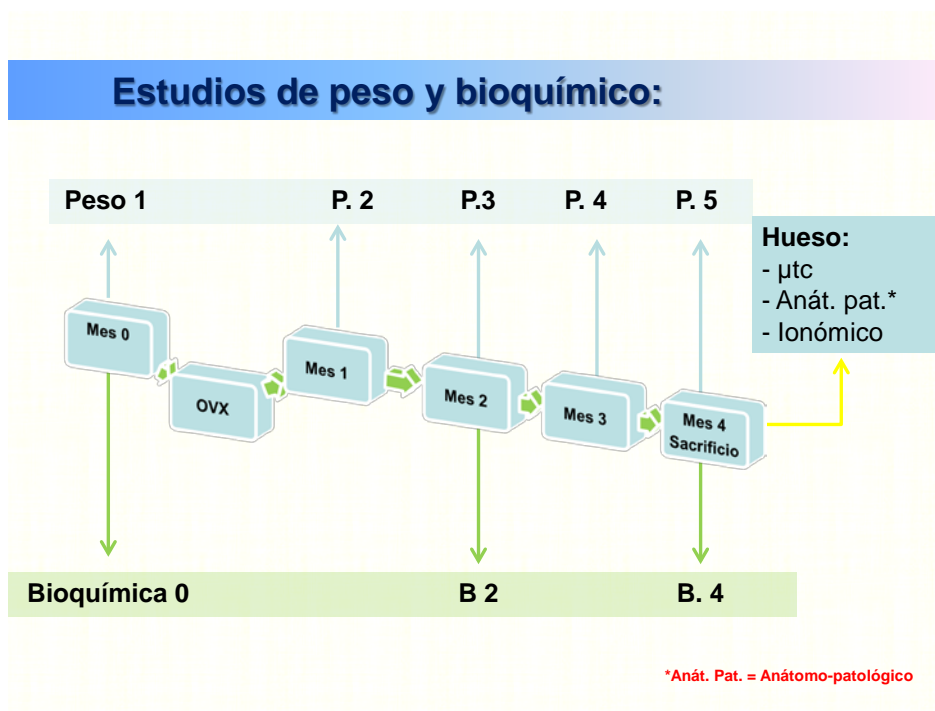 Estudios de peso y bioquímico:
Peso 1 P. 2 P.3 P. 4 P. 5
Hueso:
- µtc
- Anát. pat.*
- Ionómico
Mes 0
OVX
Mes 1
Mes 2
Mes 3
Mes 4
Sacrificio
Bioquímica 0 B 2 B. 4
*Anát. Pat. = Anátomo-patológico